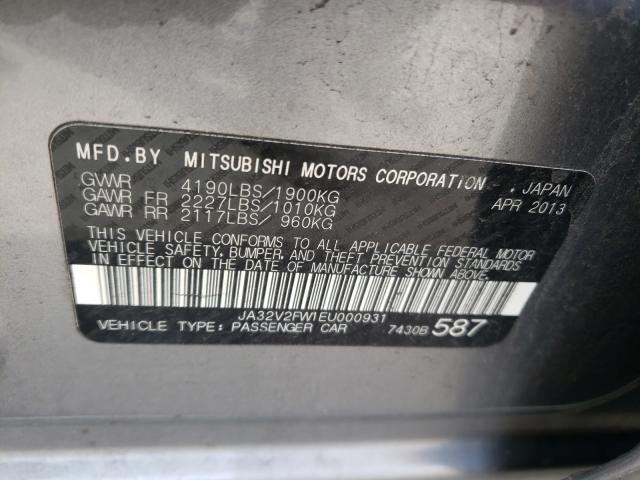 MFD.BY MITSUBISHI MOTORS CORPORATION , JAPAN
GVWR 4190LBS/1900KG APR 2013
GAWR FR 2227LBS/1010KG
GAWR RR 2117LBS/ 960KG
THIS VEHICLE CONFORMS TO ALL APPLICABLE FEDERAL MOTOR
VEHICLE SAFETY, BUMPER, AND THEFT PREVENTION STANDARDS
IN EFFECT ON THE DATE OF MANUFACTURE SHOWN ABOVE.
JA32V2FW1EU000931
VEHICLE TYPE: PASSENGER CAR 7430B 587